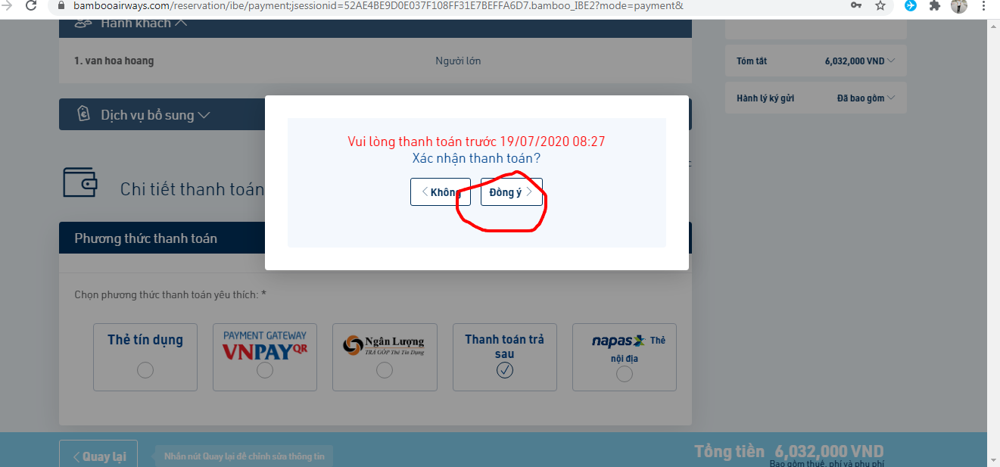 bambooairways.com/reservation/ibe/payment;jsessionid=52AE4BE9D0E037F108FF31E7BEFFA6D7.bamboo_IBE2?mode=payment&
Hành khách
1. van hoa hoang
Người lớn
Tóm tắt
6,032,000 VND
Hành lý ký gửi
Đã bao gồm
Dịch vụ bổ sung
Vui lòng thanh toán trước 19/07/2020 08:27
Xác nhận thanh toán?
Không
Đồng ý
Chi tiết thanh toán
Phương thức thanh toán
Chọn phương thức thanh toán yêu thích: *
Thẻ tín dụng
PAYMENT GATEWAY
VNPAYQR
Ngân Lượng
TRẢ GÓP Thẻ Tín Dụng
Thanh toán trả
sau
napas Thẻ
nội địa
Quay lại
Nhấn nút Quay lại để chỉnh sửa thông tin
Tổng tiền 6,032,000 VND
Bao gồm thuế, phí và phụ phí